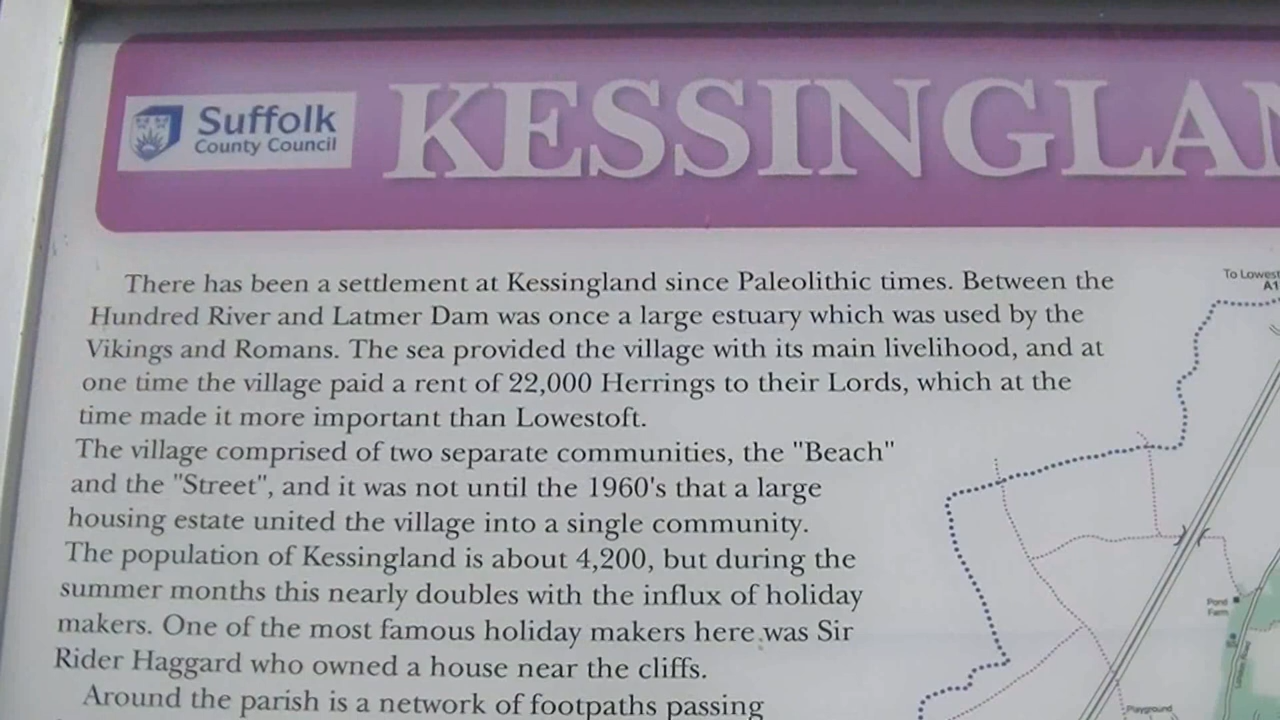 Suffolk
County Council
KESSINGLAN
There has been a settlement at Kessingland since Paleolithic times. Between the
Hundred River and Latmer Dam was once a large estuary which was used by the
Vikings and Romans. The sea provided the village with its main livelihood, and at
one time the village paid a rent of 22,000 Herrings to their Lords, which at the
time made it more important than Lowestoft.
The village comprised of two separate communities, the "Beach"
and the "Street", and it was not until the 1960's that a large
housing estate united the village into a single community.
The population of Kessingland is about 4,200, but during the
summer months this nearly doubles with the influx of holiday
makers. One of the most famous holiday makers here was Sir
Rider Haggard who owned a house near the cliffs.
Around the parish is a network of footpaths passing
To Lowest
A1
Pond
Farm
London Road
Playground